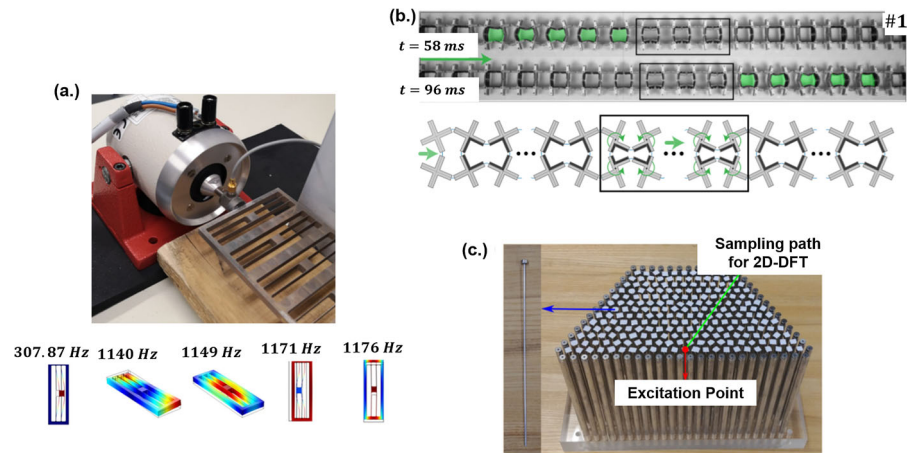 (a.)
307.87 Hz 1140 Hz 1149 Hz 1171 Hz 1176 Hz
(b.)
#1
t = 58 ms
t = 96 ms
(c.)
Sampling path
for 2D-DFT
Excitation Point